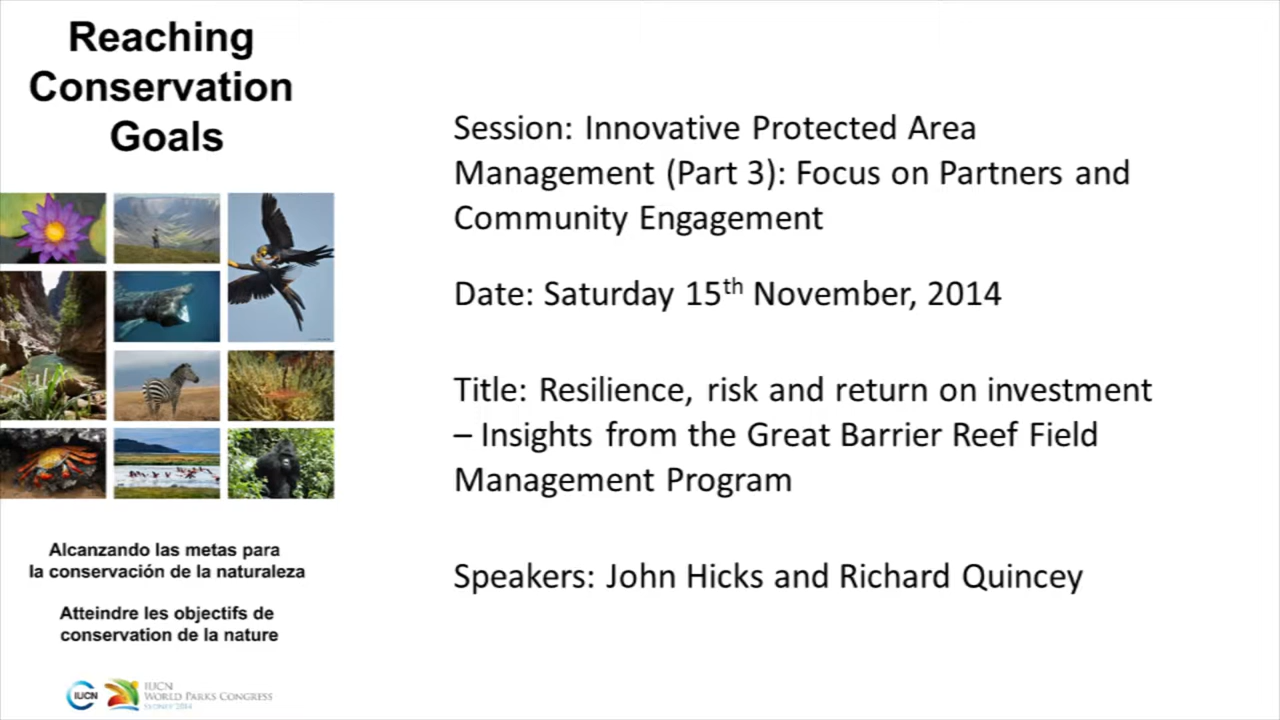 Reaching
Conservation
Goals
Alcanzando las metas para
la conservación de la naturaleza
Atteindre les objectifs de
conservation de la nature
IUCN
IUCN
WORLD PARKS CONGRESS
SYDNEY 2014
Session: Innovative Protected Area
Management (Part 3): Focus on Partners and
Community Engagement
Date: Saturday 15th November, 2014
Title: Resilience, risk and return on investment
– Insights from the Great Barrier Reef Field
Management Program
Speakers: John Hicks and Richard Quincey